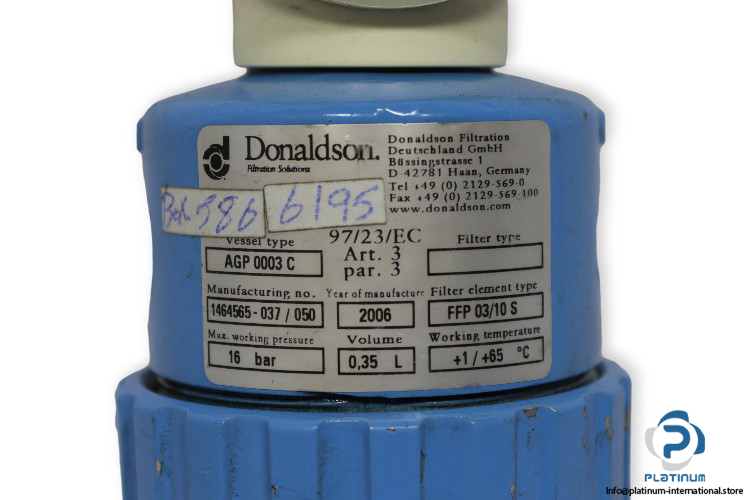 Donaldson.
Filtration Solutions
Donaldson Filtration
Deutschland GmbH
Büssingstrasse 1
D-42781 Haan, Germany
Tel +49 (0) 2129-569-0
Fax +49 (0) 2129-569 100
www.donaldson.com
586
6195
Vessel type
AGP 0003 C
97/23/EC
Art. 3
par. 3
Filter type
Manufacturing no.
1464565-037 / 050
Year of manufacture
2006
Filter element type
FFP 03/10 S
Max. working pressure
16 bar
Volume
0,35 L
Working temperature
+1 / +65 °C
PLATINUM
Info@platinum-international.store